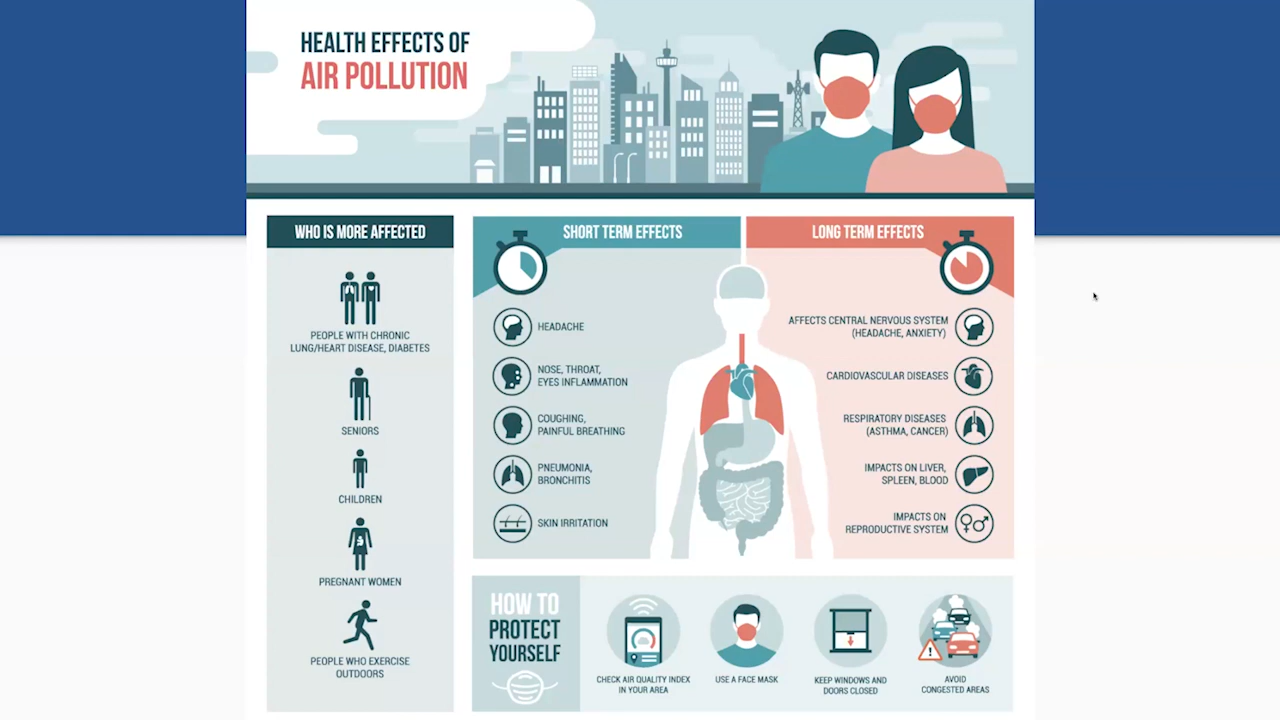 HEALTH EFFECTS OF
AIR POLLUTION
WHO IS MORE AFFECTED
PEOPLE WITH CHRONIC
LUNG/HEART DISEASE, DIABETES
SENIORS
CHILDREN
PREGNANT WOMEN
PEOPLE WHO EXERCISE
OUTDOORS
SHORT TERM EFFECTS
HEADACHE
NOSE, THROAT,
EYES INFLAMMATION
COUGHING,
PAINFUL BREATHING
PNEUMONIA,
BRONCHITIS
SKIN IRRITATION
LONG TERM EFFECTS
AFFECTS CENTRAL NERVOUS SYSTEM
(HEADACHE, ANXIETY)
CARDIOVASCULAR DISEASES
RESPIRATORY DISEASES
(ASTHMA, CANCER)
IMPACTS ON LIVER,
SPLEEN, BLOOD
IMPACTS ON
REPRODUCTIVE SYSTEM
HOW TO
PROTECT
YOURSELF
CHECK AIR QUALITY INDEX
IN YOUR AREA
USE A FACE MASK
KEEP WINDOWS AND
DOORS CLOSED
AVOID
CONGESTED AREAS